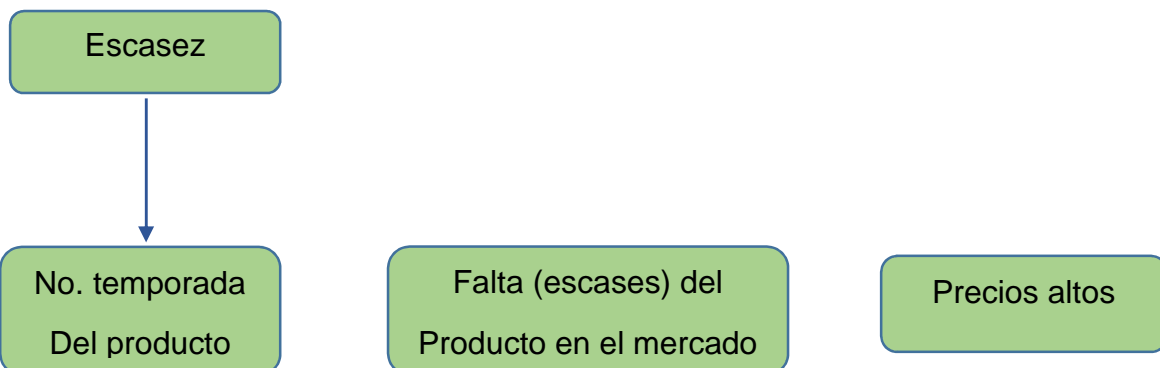 Escasez
No. temporada
Del producto
Falta (escases) del
Producto en el mercado
Precios altos